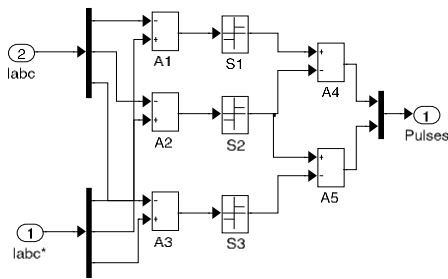 2
Iabc
1
Iabc*
-
+
A1
-
+
A2
-
+
A3
S1
S2
S3
+
-
A4
+
-
A5
1
Pulses